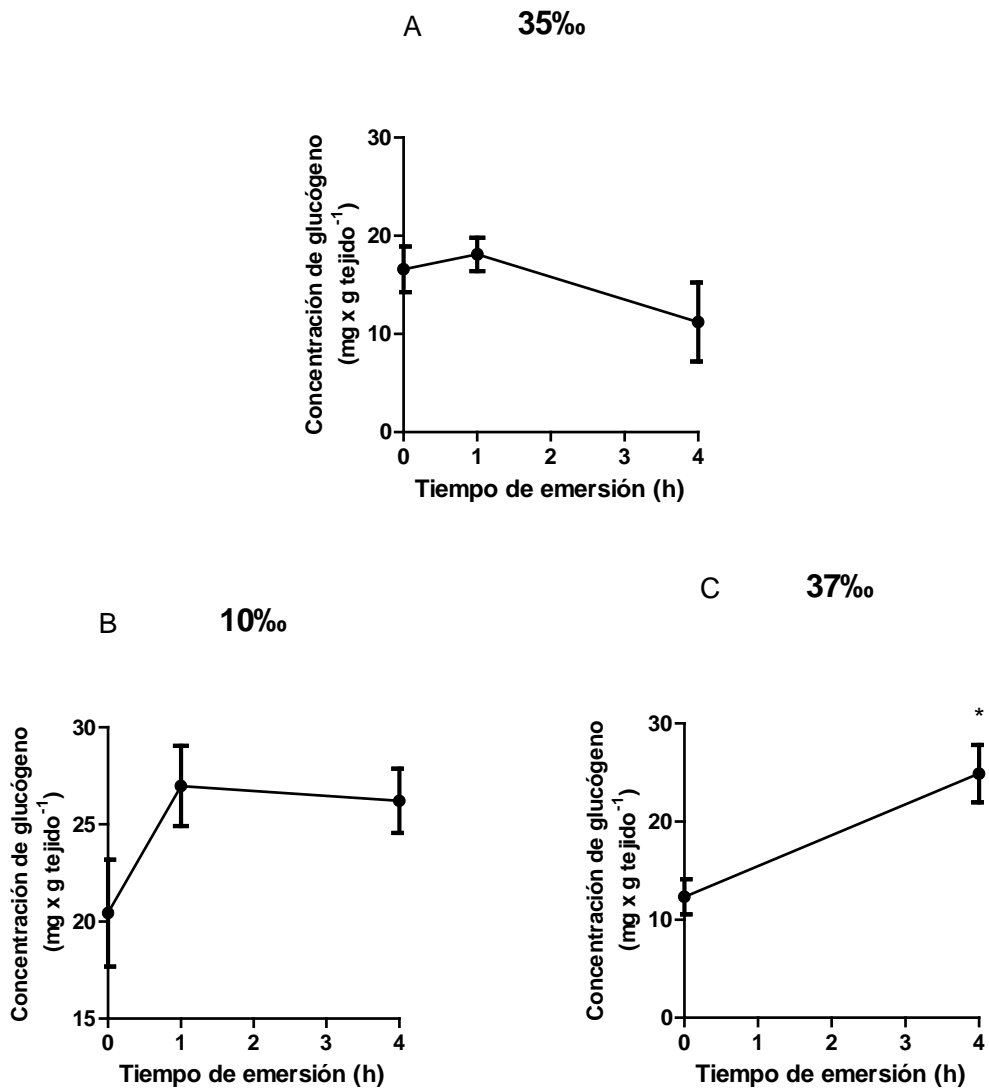 A 35‰
Concentración de glucógeno
(mg x g tejido-1)
30
20
10
0
0 1 2 3 4
Tiempo de emersión (h)
B 10‰
Concentración de glucógeno
(mg x g tejido-1)
30
25
20
15
0 1 2 3 4
Tiempo de emersión (h)
C 37‰
Concentración de glucógeno
(mg x g tejido-1)
30
20
10
0
*
0 1 2 3 4
Tiempo de emersión (h)